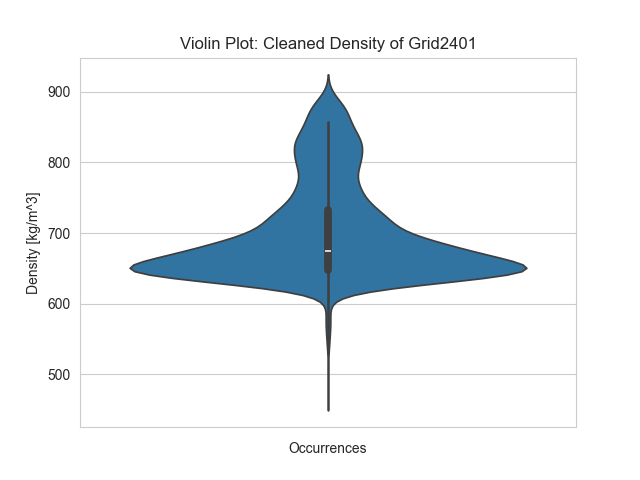 Violin Plot: Cleaned Density of Grid2401
900
800
700
600
500
Density [kg/m^3]
Occurrences